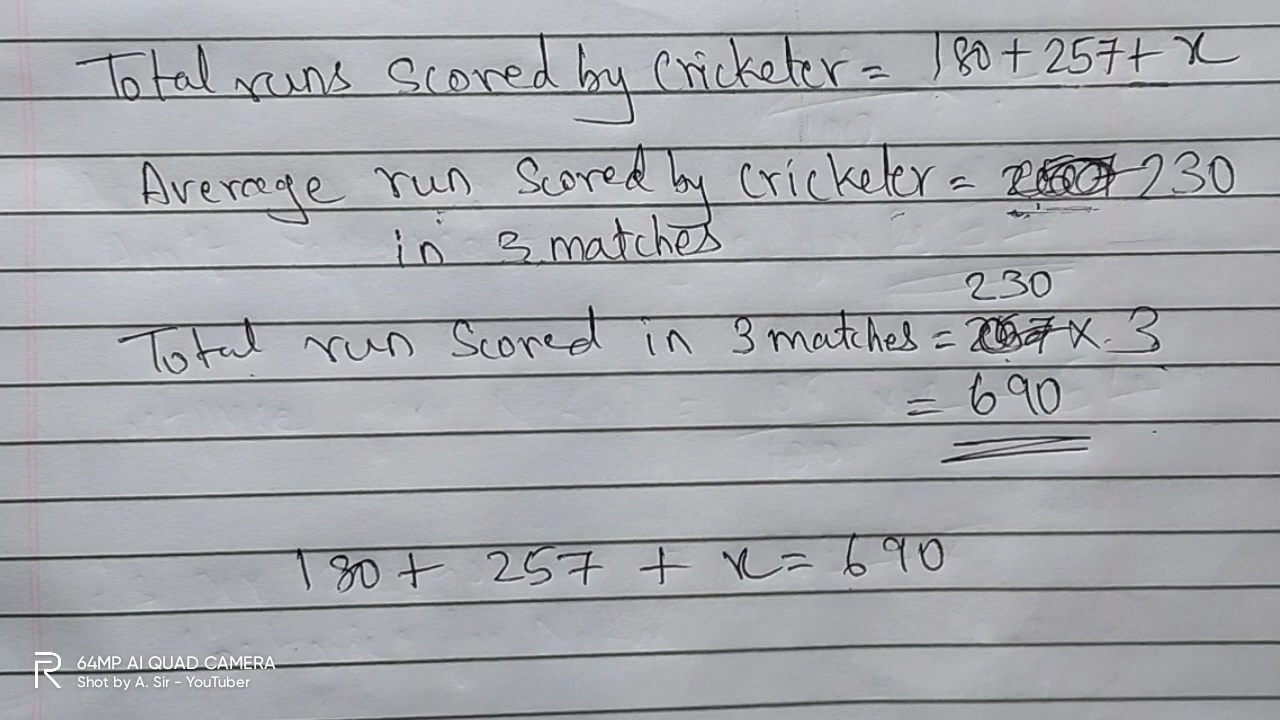 Total runs scored by cricketer = 180 + 257 + x
Average run scored by cricketer = 230
in 3 matches
230
Total run scored in 3 matches = 257 x 3
= 690
180 + 257 + x = 690
64MP AI QUAD CAMERA
Shot by A. Sir - YouTuber